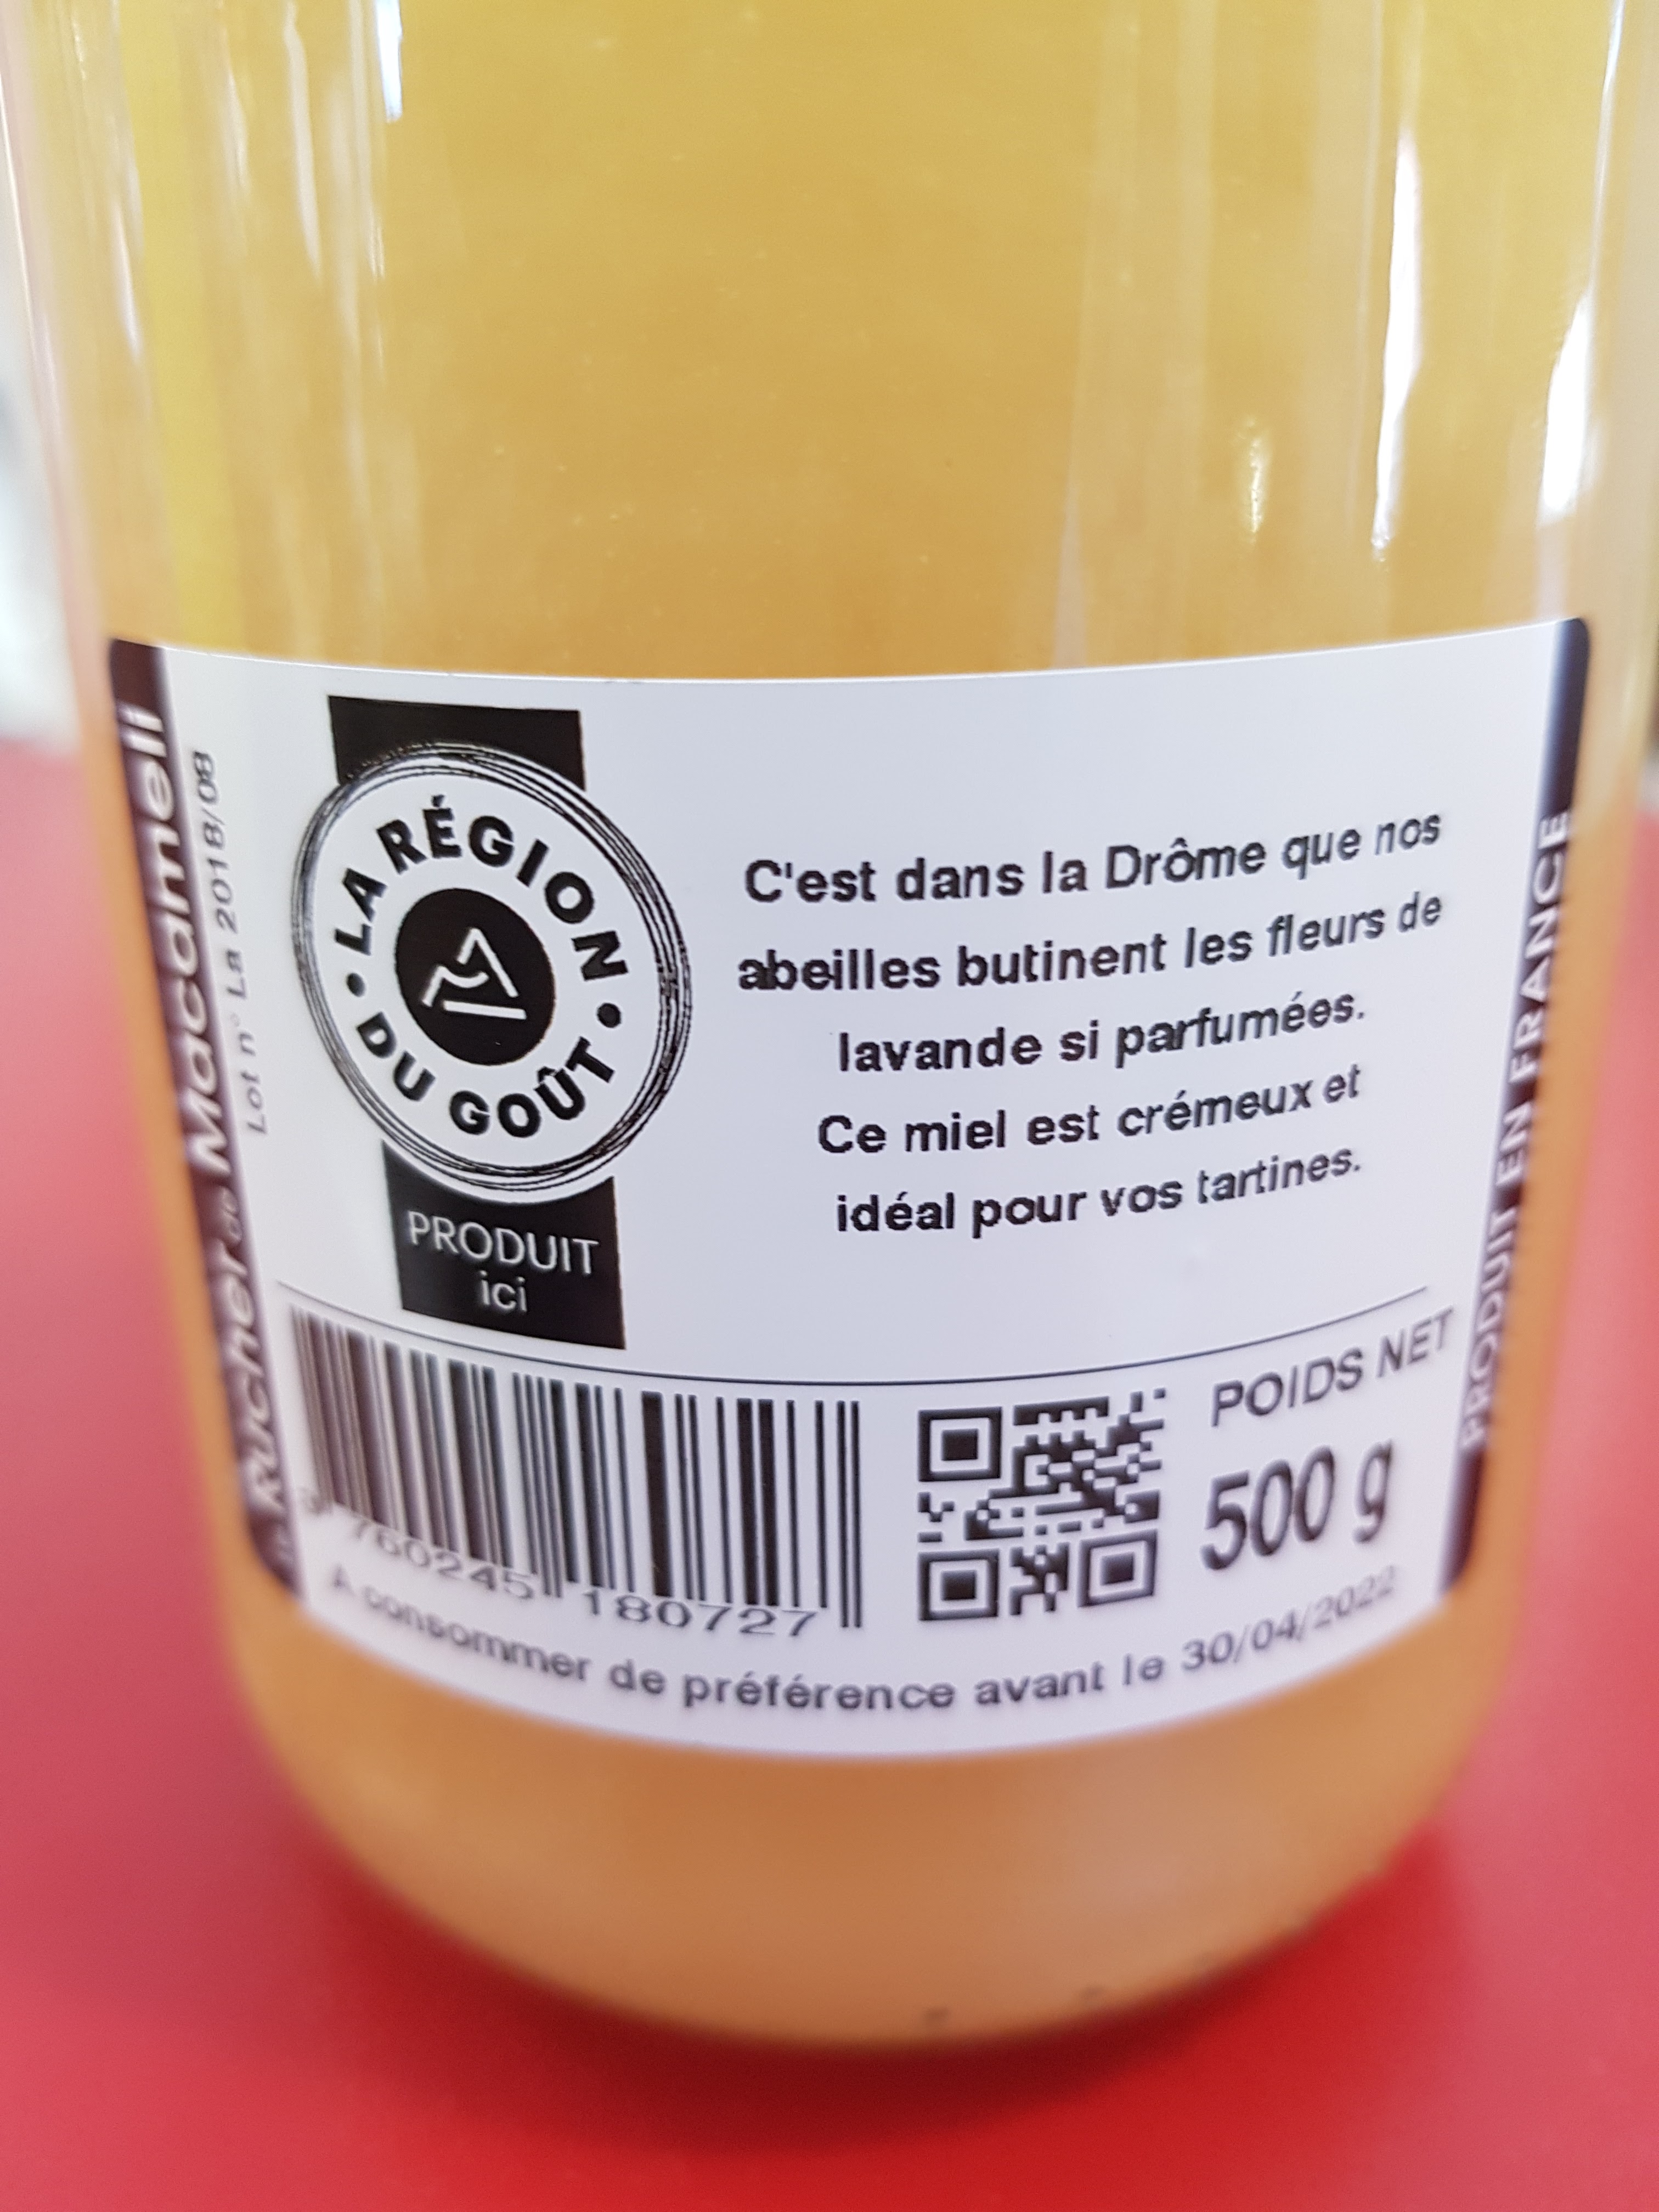 Rucher de Macameli
Lot n° La 2018/08
LA RÉGION
DU GOÛT
PRODUIT
ici
C'est dans la Drôme que nos
abeilles butinent les fleurs de
lavande si parfumées.
Ce miel est crémeux et
idéal pour vos tartines.
PRODUIT EN FRANCE
3 760245 180727
POIDS NET
500 g
A consommer de préférence avant le 30/04/2022